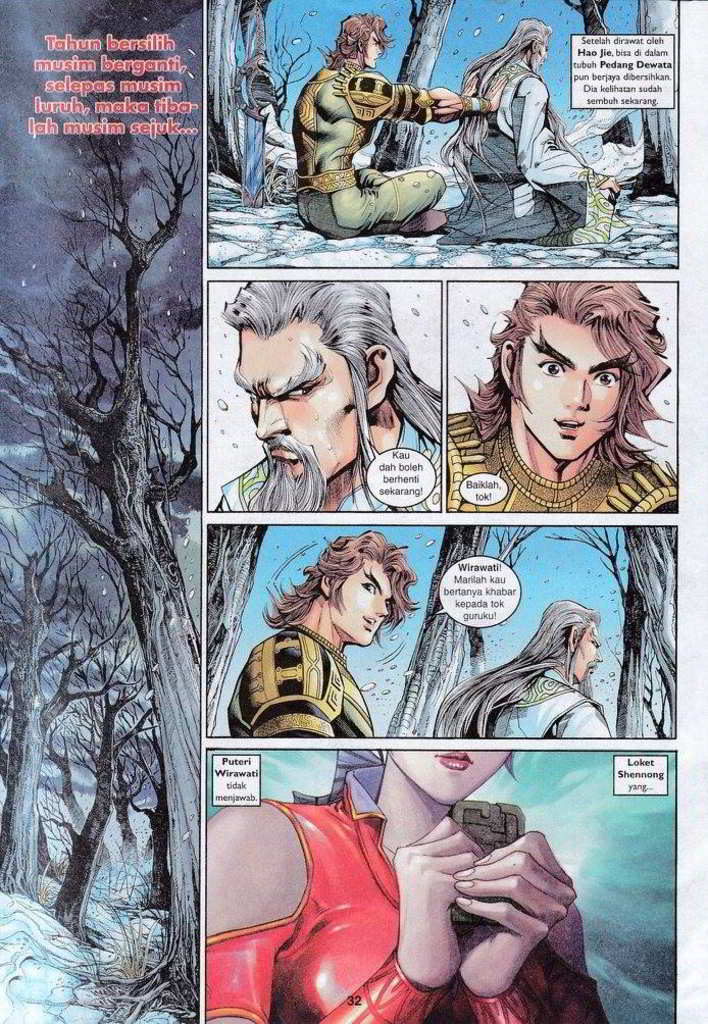 Tahun bersilih
musim berganti,
selepas musim
luruh, maka tiba-
lah musim sejuk...
Setelah dirawat oleh
Hao Jie, bisa di dalam
tubuh Pedang Dewata
pun berjaya dibersihkan.
Dia kelihatan sudah
sembuh sekarang.
Kau
dah boleh
berhenti
sekarang!
Baiklah,
tok!
Wirawati!
Marilah kau
bertanya khabar
kepada tok
guruku!
Puteri
Wirawati
tidak
menjawab.
Loket
Shennong
yang...
32